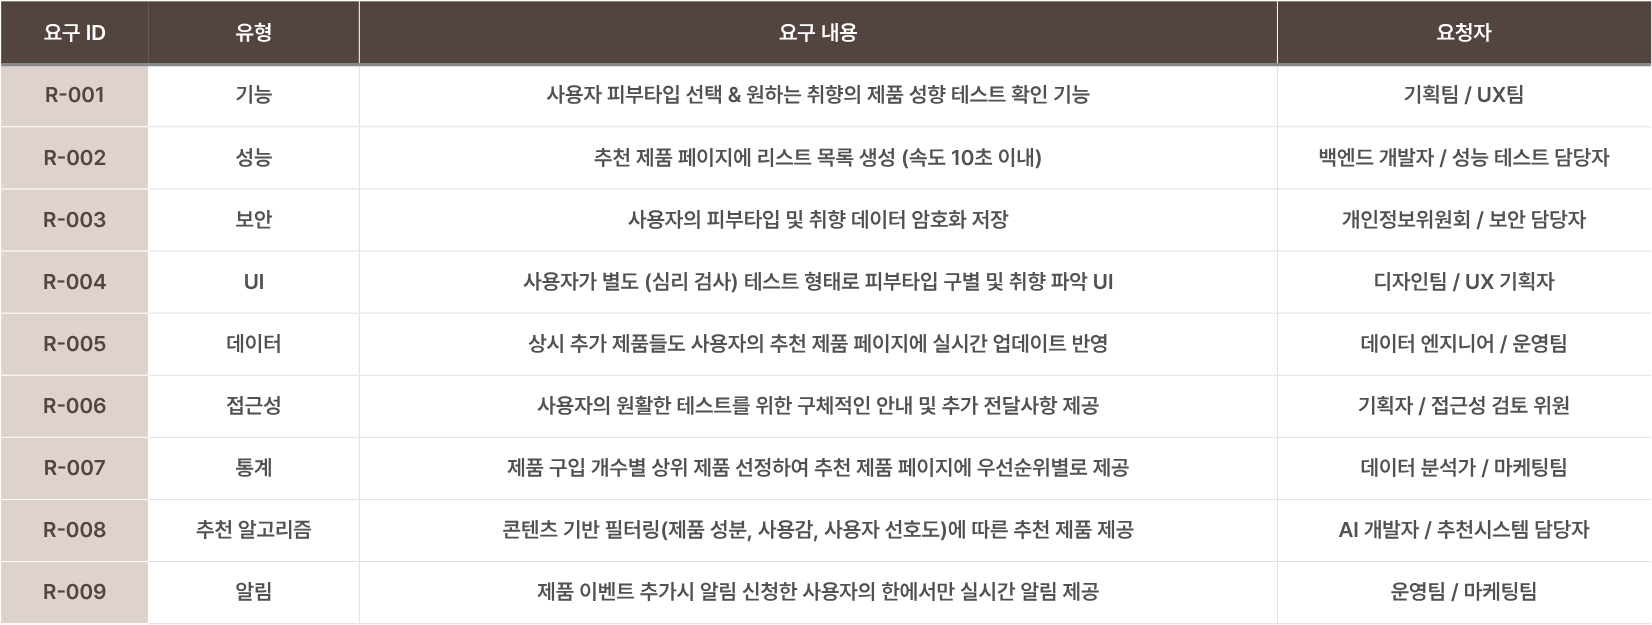 요구 ID 유형 요구 내용 요청자
R-001 기능 사용자 피부타입 선택 & 원하는 취향의 제품 성향 테스트 확인 기능 기획팀 / UX팀
R-002 성능 추천 제품 페이지에 리스트 목록 생성 (속도 10초 이내) 백엔드 개발자 / 성능 테스트 담당자
R-003 보안 사용자의 피부타입 및 취향 데이터 암호화 저장 개인정보위원회 / 보안 담당자
R-004 UI 사용자가 별도 (심리 검사) 테스트 형태로 피부타입 구별 및 취향 파악 UI 디자인팀 / UX 기획자
R-005 데이터 상시 추가 제품들도 사용자의 추천 제품 페이지에 실시간 업데이트 반영 데이터 엔지니어 / 운영팀
R-006 접근성 사용자의 원활한 테스트를 위한 구체적인 안내 및 추가 전달사항 제공 기획자 / 접근성 검토 위원
R-007 통계 제품 구입 개수별 상위 제품 선정하여 추천 제품 페이지에 우선순위별로 제공 데이터 분석가 / 마케팅팀
R-008 추천 알고리즘 콘텐츠 기반 필터링(제품 성분, 사용감, 사용자 선호도)에 따른 추천 제품 제공 AI 개발자 / 추천시스템 담당자
R-009 알림 제품 이벤트 추가시 알림 신청한 사용자의 한에서만 실시간 알림 제공 운영팀 / 마케팅팀